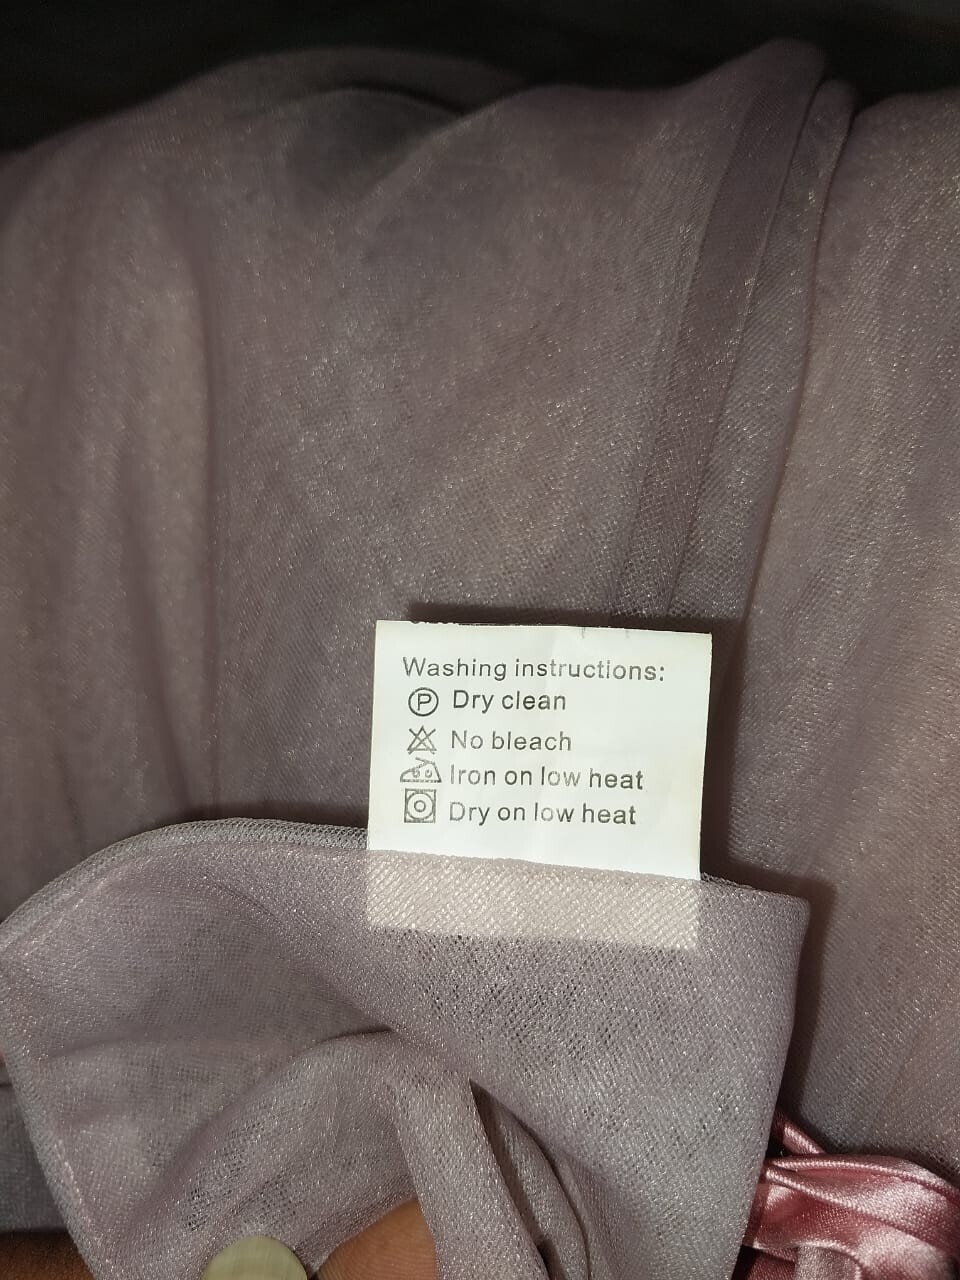 Washing instructions:
P Dry clean
No bleach
Iron on low heat
Dry on low heat